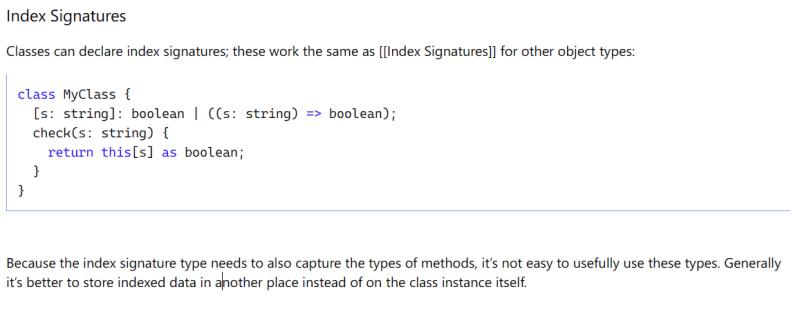 Index Signatures
Classes can declare index signatures; these work the same as [[Index Signatures]] for other object types:
class MyClass {
  [s: string]: boolean | ((s: string) => boolean);
  check(s: string) {
    return this[s] as boolean;
  }
}
Because the index signature type needs to also capture the types of methods, it’s not easy to usefully use these types. Generally
it’s better to store indexed data in another place instead of on the class instance itself.